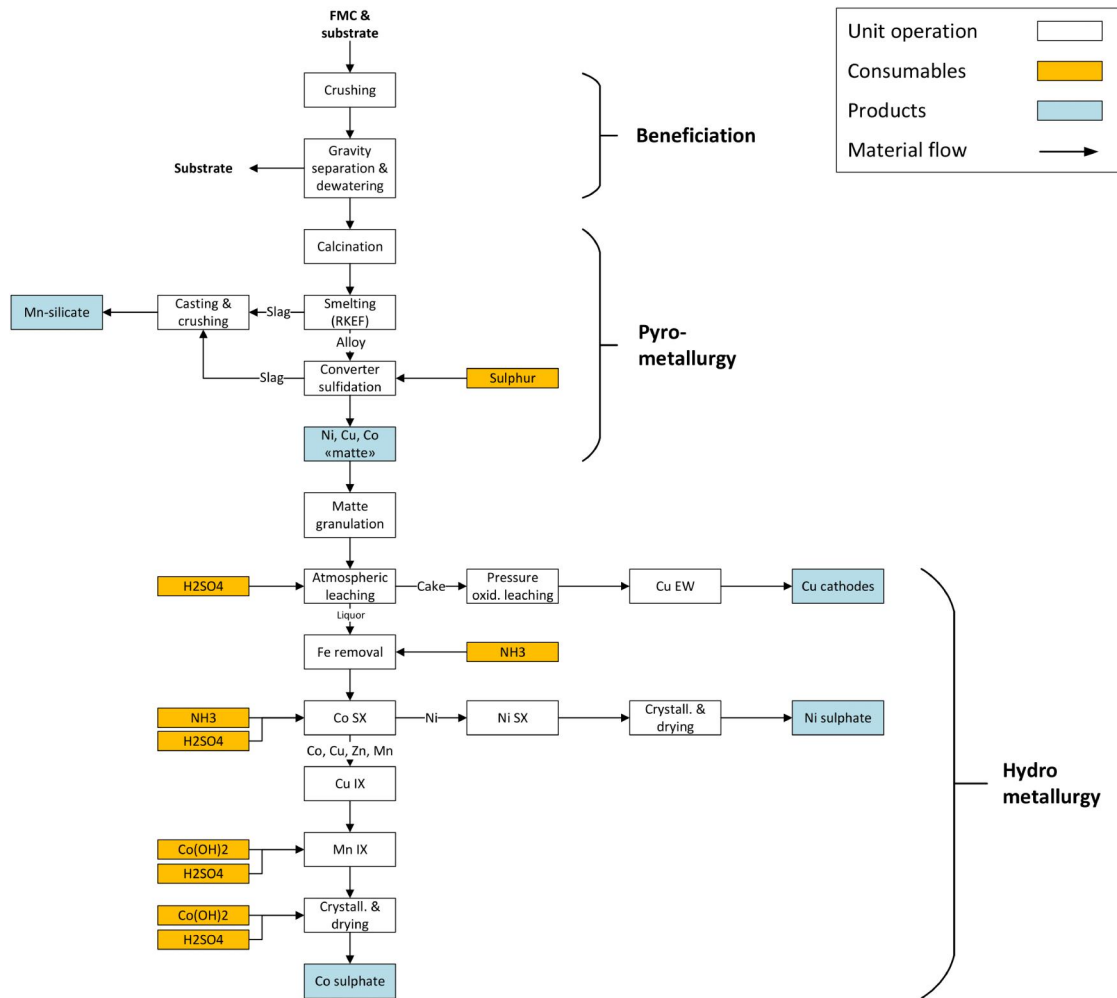 FMC &
substrate
Unit operation
Consumables
Products
Material flow
Crushing
Beneficiation
Gravity
separation &
dewatering
Substrate
Calcination
Mn-silicate
Casting &
crushing
Slag
Smelting
(RKEF)
Alloy
Pyro-
metallurgy
Slag
Converter
sulfidation
Sulphur
Ni, Cu, Co
«matte»
Matte
granulation
H2SO4
Atmospheric
leaching
Cake
Pressure
oxid. leaching
Cu EW
Cu cathodes
Liquor
Fe removal
NH3
NH3
H2SO4
Co SX
Ni
Ni SX
Crystall. &
drying
Ni sulphate
Co, Cu, Zn, Mn
Cu IX
Hydro
metallurgy
Co(OH)2
H2SO4
Mn IX
Co(OH)2
H2SO4
Crystall. &
drying
Co sulphate